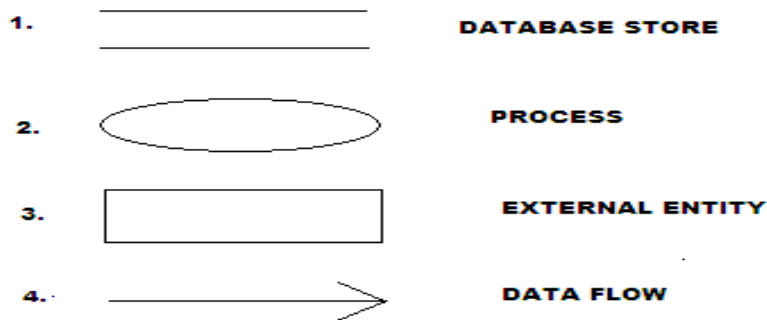 1. DATABASE STORE
2. PROCESS
3. EXTERNAL ENTITY
4. DATA FLOW